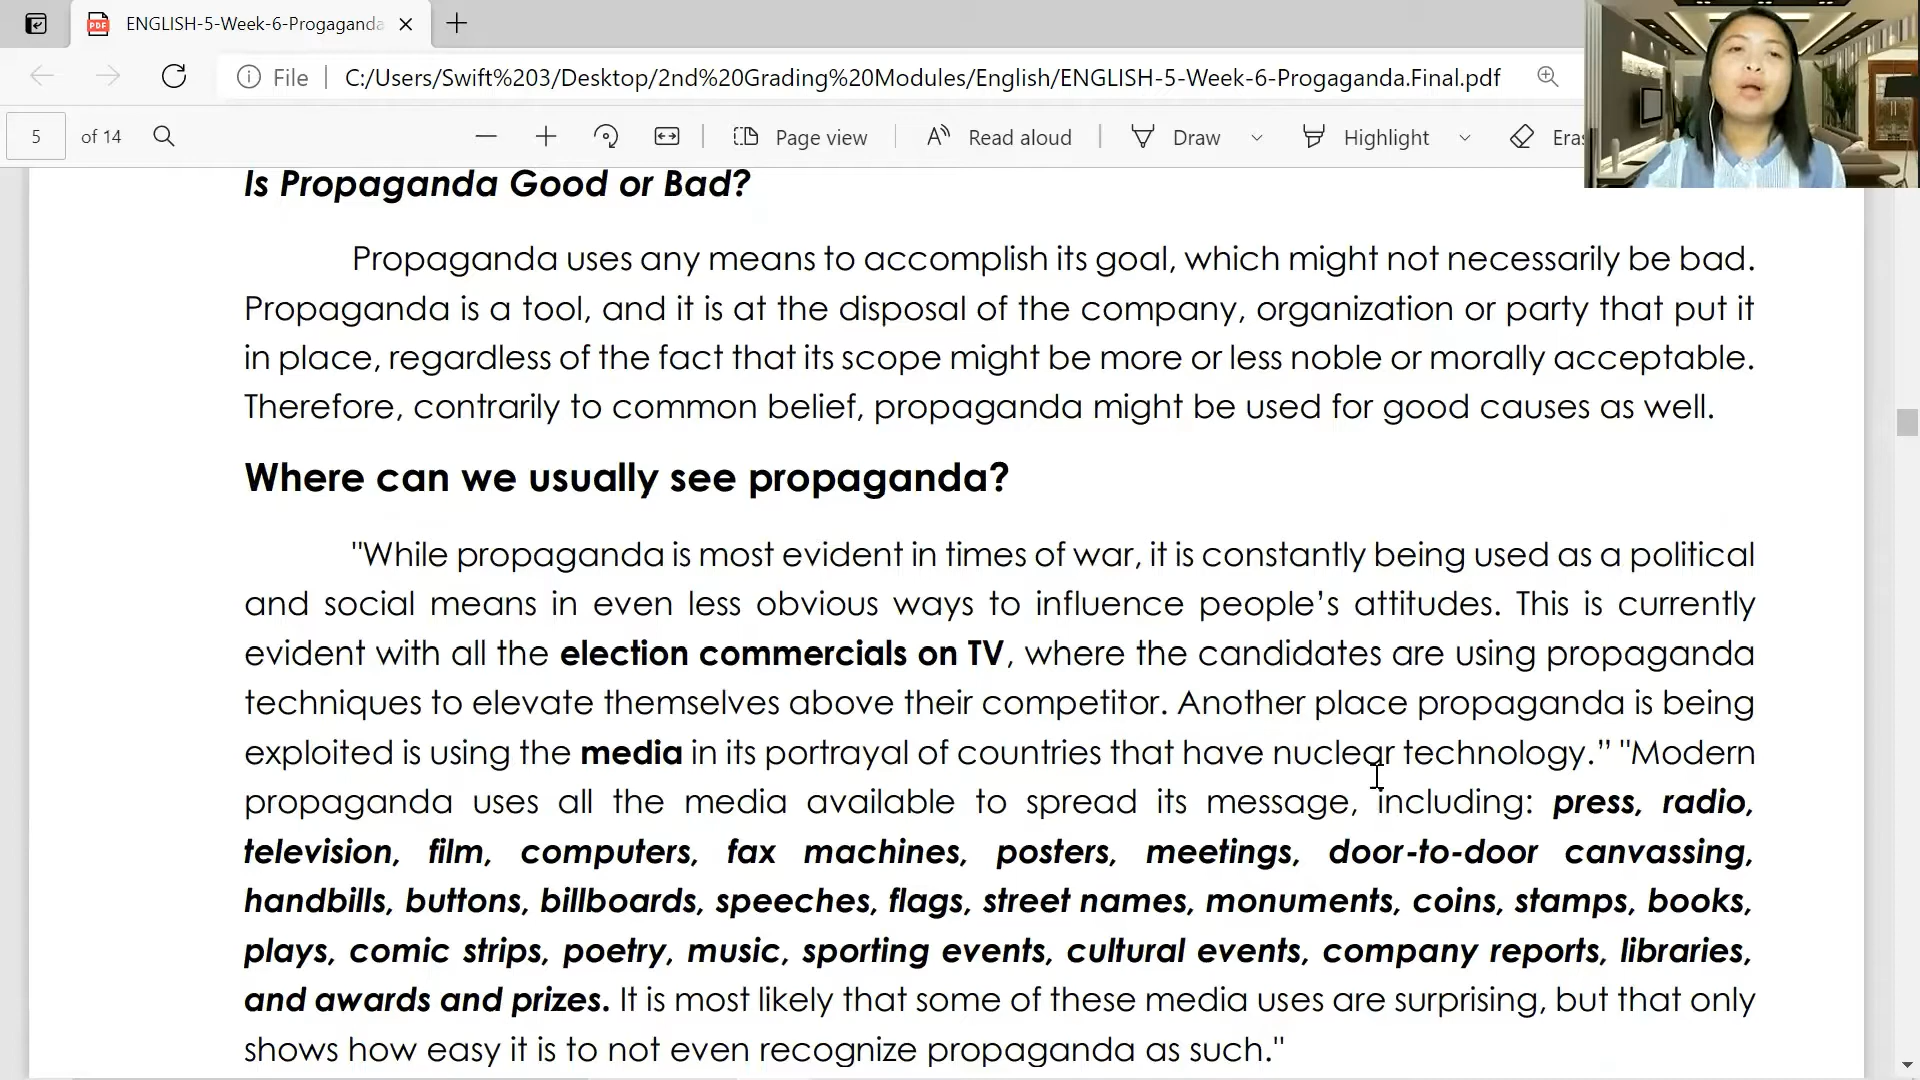 ENGLISH-5-Week-6-Progaganda
File
C:/Users/Swift%203/Desktop/2nd%20Grading%20Modules/English/ENGLISH-5-Week-6-Progaganda.Final.pdf
5 of 14
Page view
Read aloud
Draw
Highlight
Eras
Is Propaganda Good or Bad?
Propaganda uses any means to accomplish its goal, which might not necessarily be bad.
Propaganda is a tool, and it is at the disposal of the company, organization or party that put it
in place, regardless of the fact that its scope might be more or less noble or morally acceptable.
Therefore, contrarily to common belief, propaganda might be used for good causes as well.
Where can we usually see propaganda?
"While propaganda is most evident in times of war, it is constantly being used as a political
and social means in even less obvious ways to influence people’s attitudes. This is currently
evident with all the election commercials on TV, where the candidates are using propaganda
techniques to elevate themselves above their competitor. Another place propaganda is being
exploited is using the media in its portrayal of countries that have nuclear technology.” "Modern
propaganda uses all the media available to spread its message, including: press, radio,
television, film, computers, fax machines, posters, meetings, door-to-door canvassing,
handbills, buttons, billboards, speeches, flags, street names, monuments, coins, stamps, books,
plays, comic strips, poetry, music, sporting events, cultural events, company reports, libraries,
and awards and prizes. It is most likely that some of these media uses are surprising, but that only
shows how easy it is to not even recognize propaganda as such."